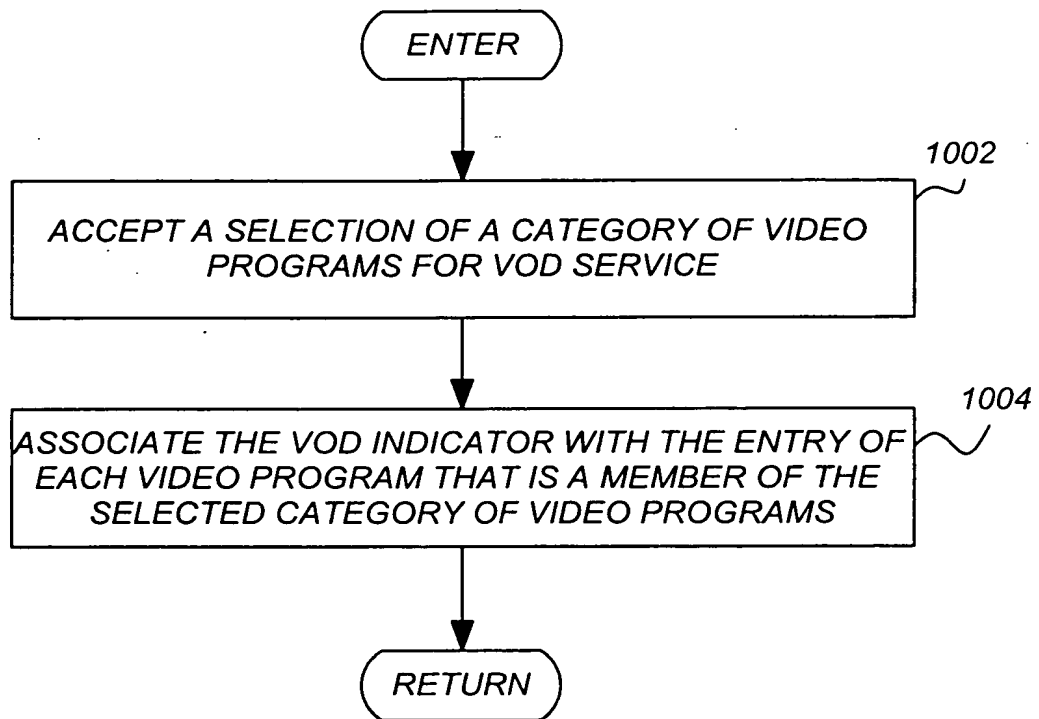 ENTER
1002
ACCEPT A SELECTION OF A CATEGORY OF VIDEO
PROGRAMS FOR VOD SERVICE
1004
ASSOCIATE THE VOD INDICATOR WITH THE ENTRY OF
EACH VIDEO PROGRAM THAT IS A MEMBER OF THE
SELECTED CATEGORY OF VIDEO PROGRAMS
RETURN